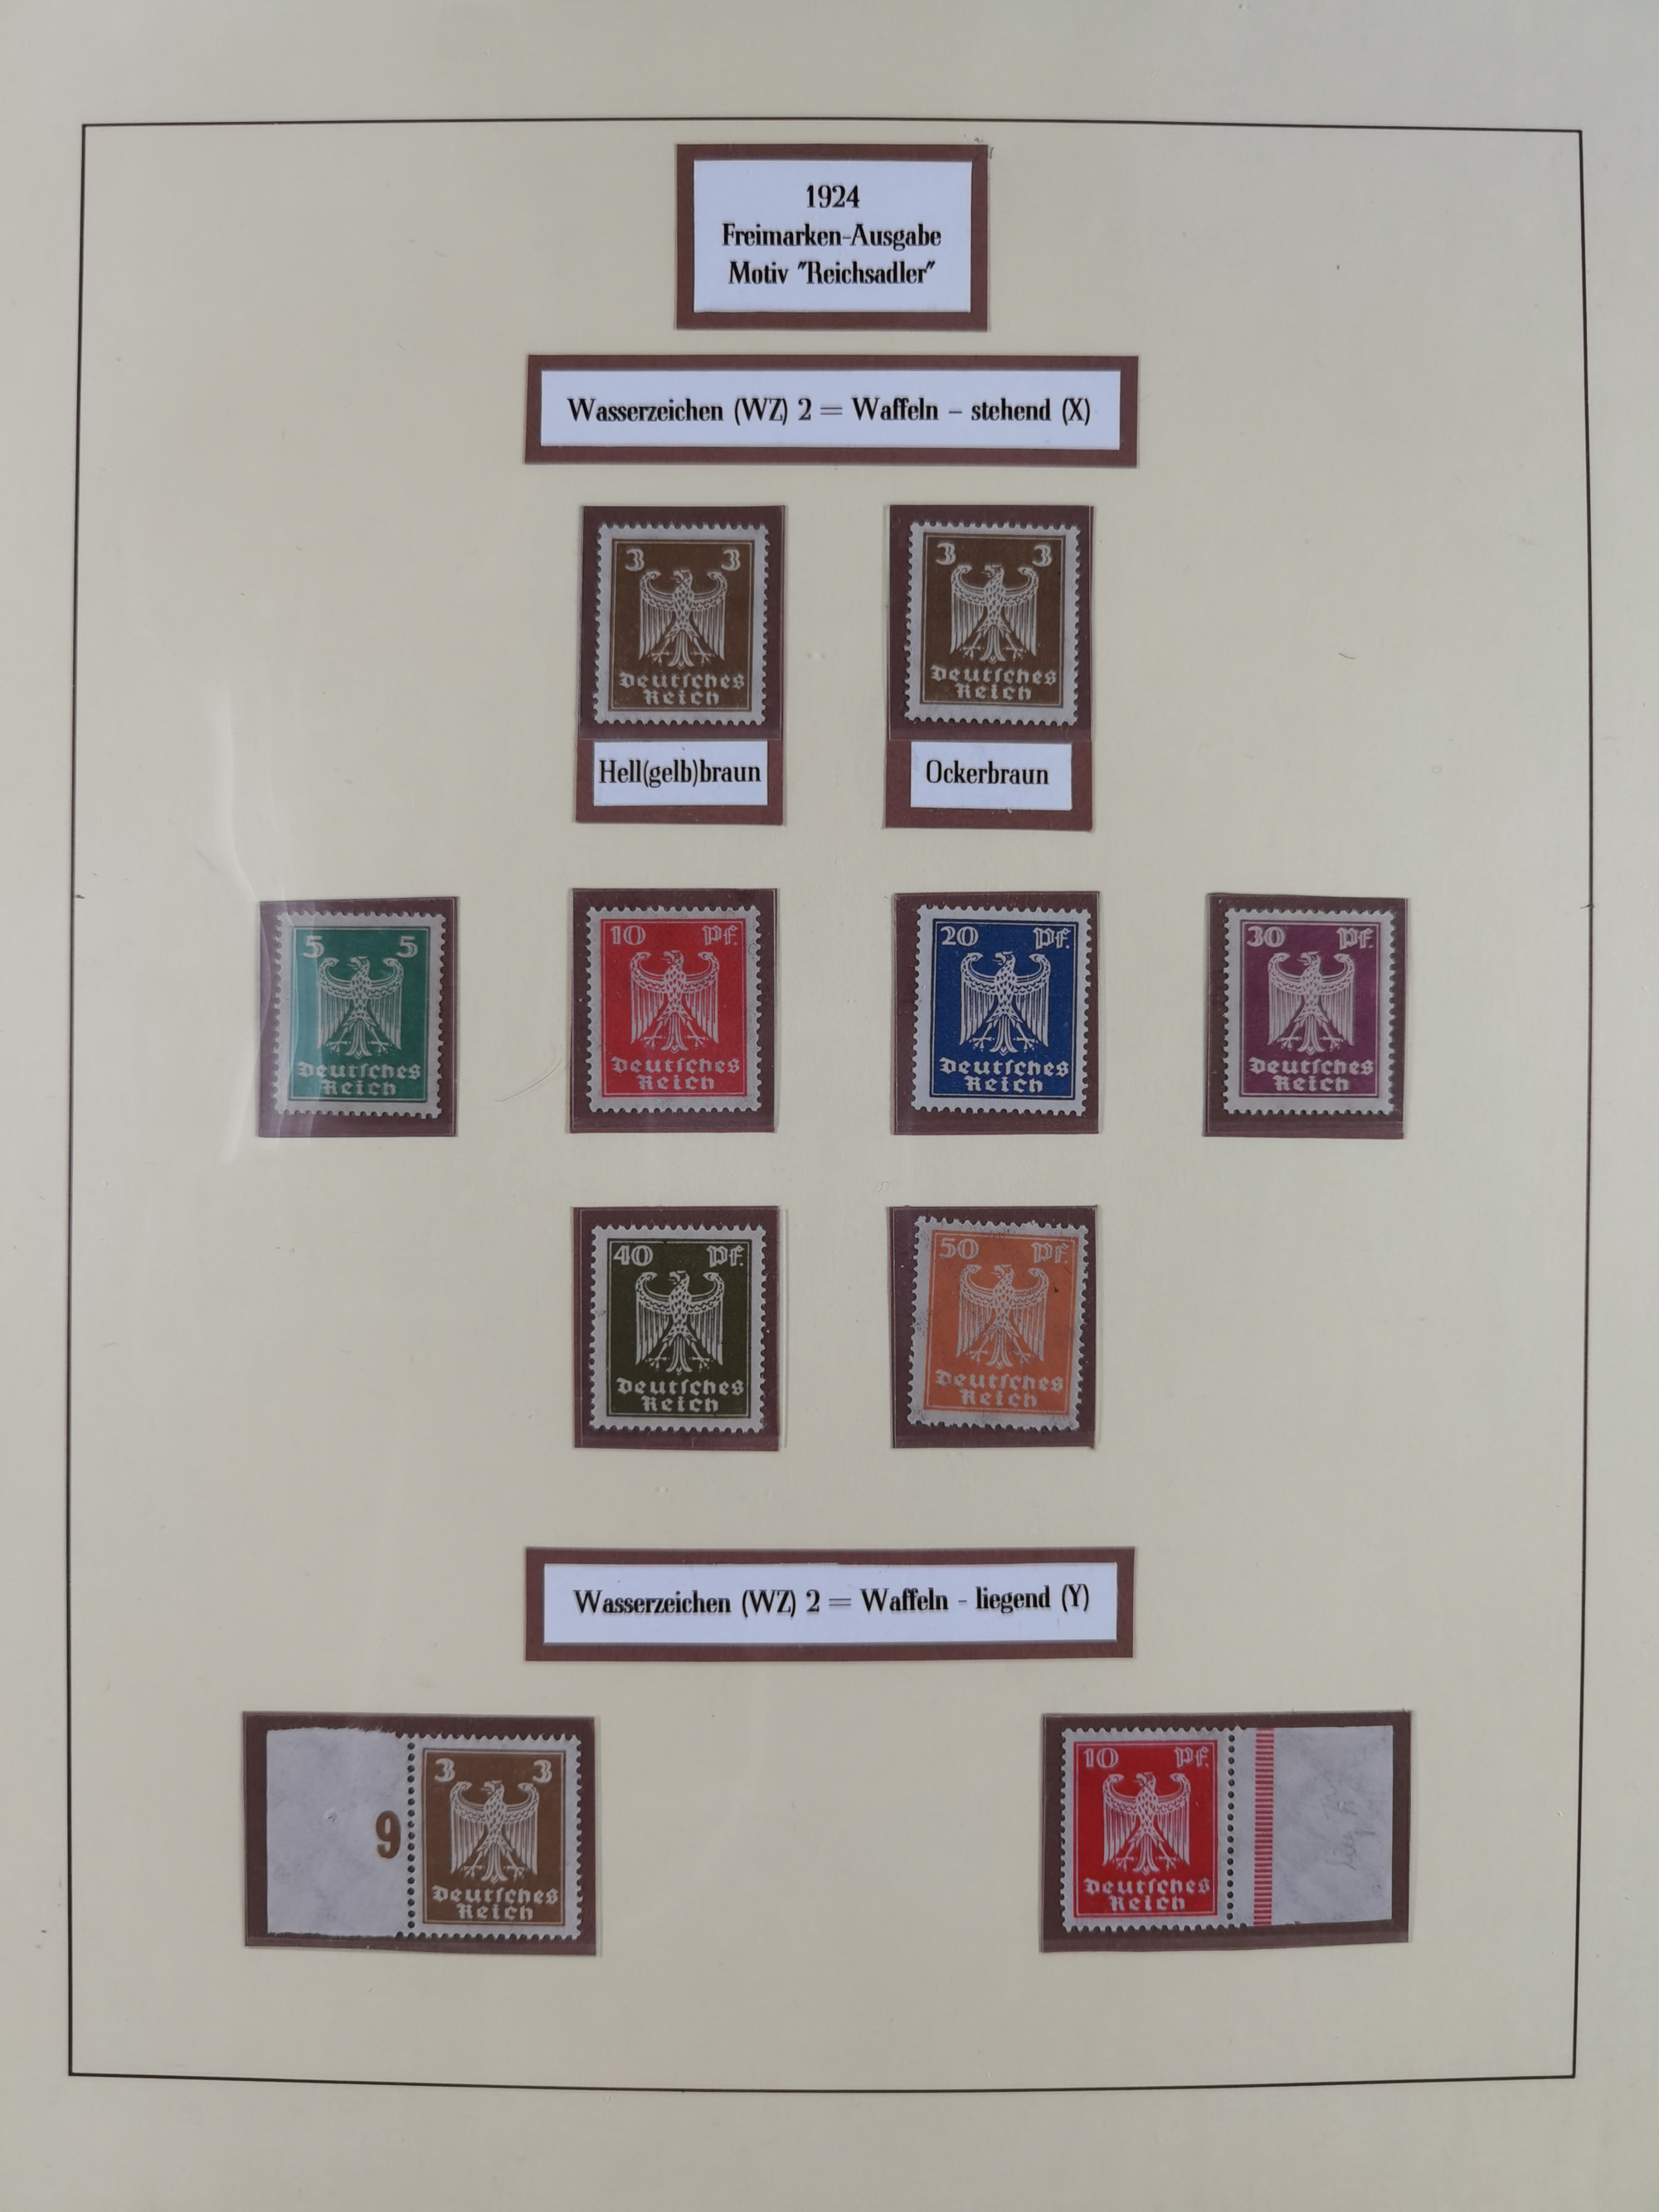 1924
Freimarken-Ausgabe
Motiv "Reichsadler"
Wasserzeichen (WZ) 2 = Waffeln - stehend (X)
3 3
Deutsches
Reich
3 3
Deutsches
Reich
Hell(gelb)braun
Ockerbraun
5 5
Deutsches
Reich
10 Pf.
Deutsches
Reich
20 Pf.
Deutsches
Reich
30 Pf.
Deutsches
Reich
40 Pf.
Deutsches
Reich
50 Pf.
Deutsches
Reich
Wasserzeichen (WZ) 2 = Waffeln - liegend (Y)
9
3 3
Deutsches
Reich
10 Pf.
Deutsches
Reich